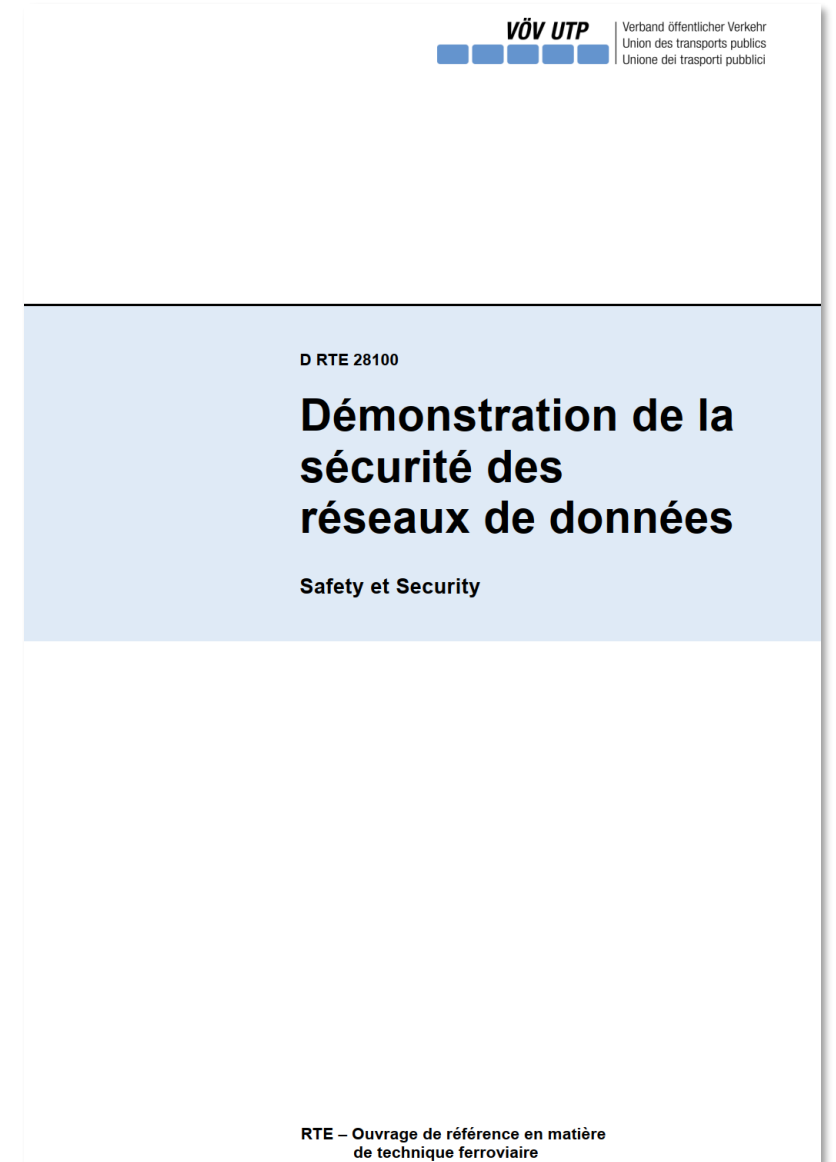 VÖV UTP
Verband öffentlicher Verkehr
Union des transports publics
Unione dei trasporti pubblici
D RTE 28100
Démonstration de la
sécurité des
réseaux de données
Safety et Security
RTE – Ouvrage de référence en matière
de technique ferroviaire